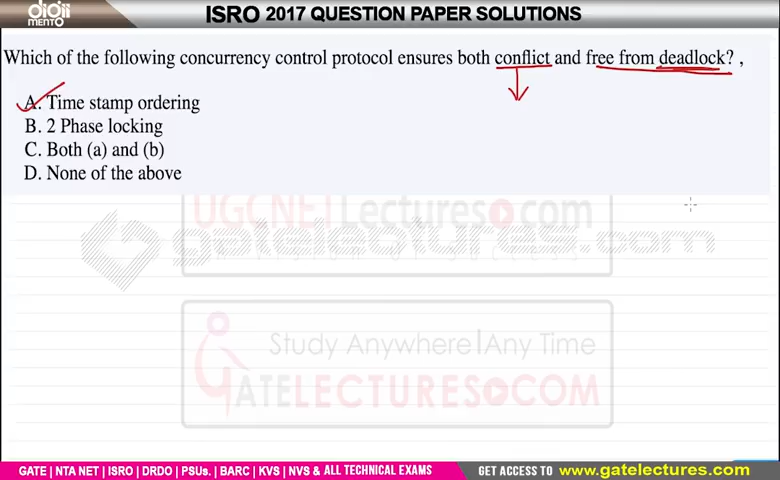 digii
MENTO
ISRO 2017 QUESTION PAPER SOLUTIONS
Which of the following concurrency control protocol ensures both conflict and free from deadlock? ,
A. Time stamp ordering
B. 2 Phase locking
C. Both (a) and (b)
D. None of the above
UGCNETLectures.com
gatelectures.com
Study Anywhere|Any Time
GATELECTURES.COM
GATE | NTA NET | ISRO | DRDO | PSUs. | BARC | KVS | NVS & ALL TECHNICAL EXAMS GET ACCESS TO www.gatelectures.com